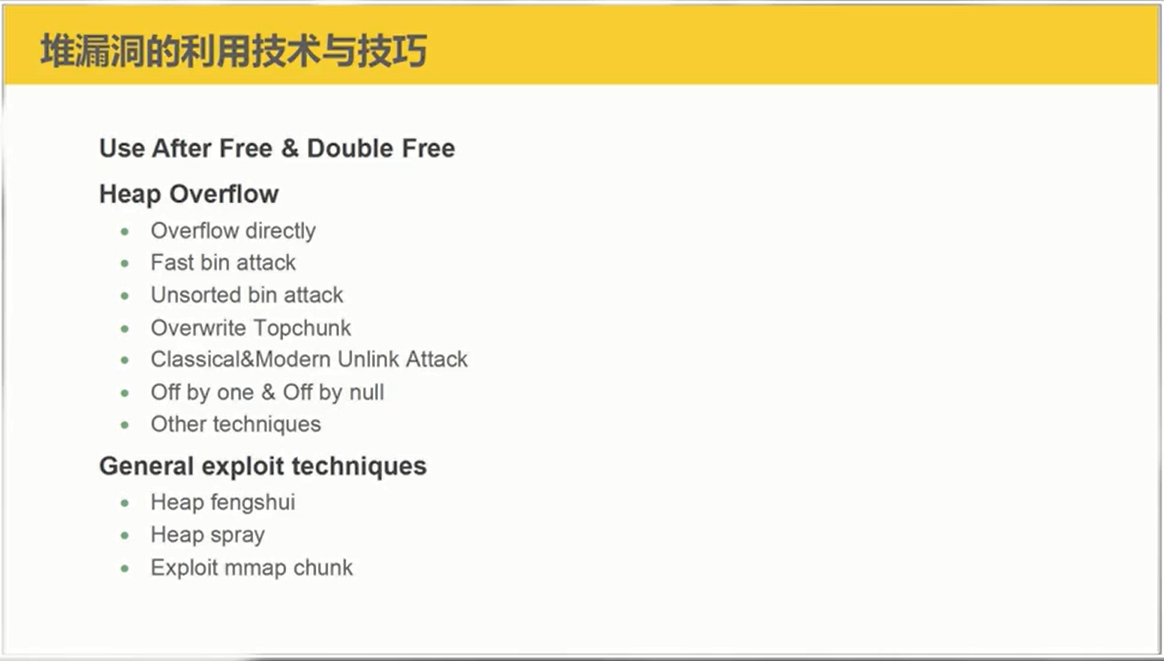 堆漏洞的利用技术与技巧
Use After Free & Double Free
Heap Overflow
Overflow directly
Fast bin attack
Unsorted bin attack
Overwrite Topchunk
Classical&Modern Unlink Attack
Off by one & Off by null
Other techniques
General exploit techniques
Heap fengshui
Heap spray
Exploit mmap chunk